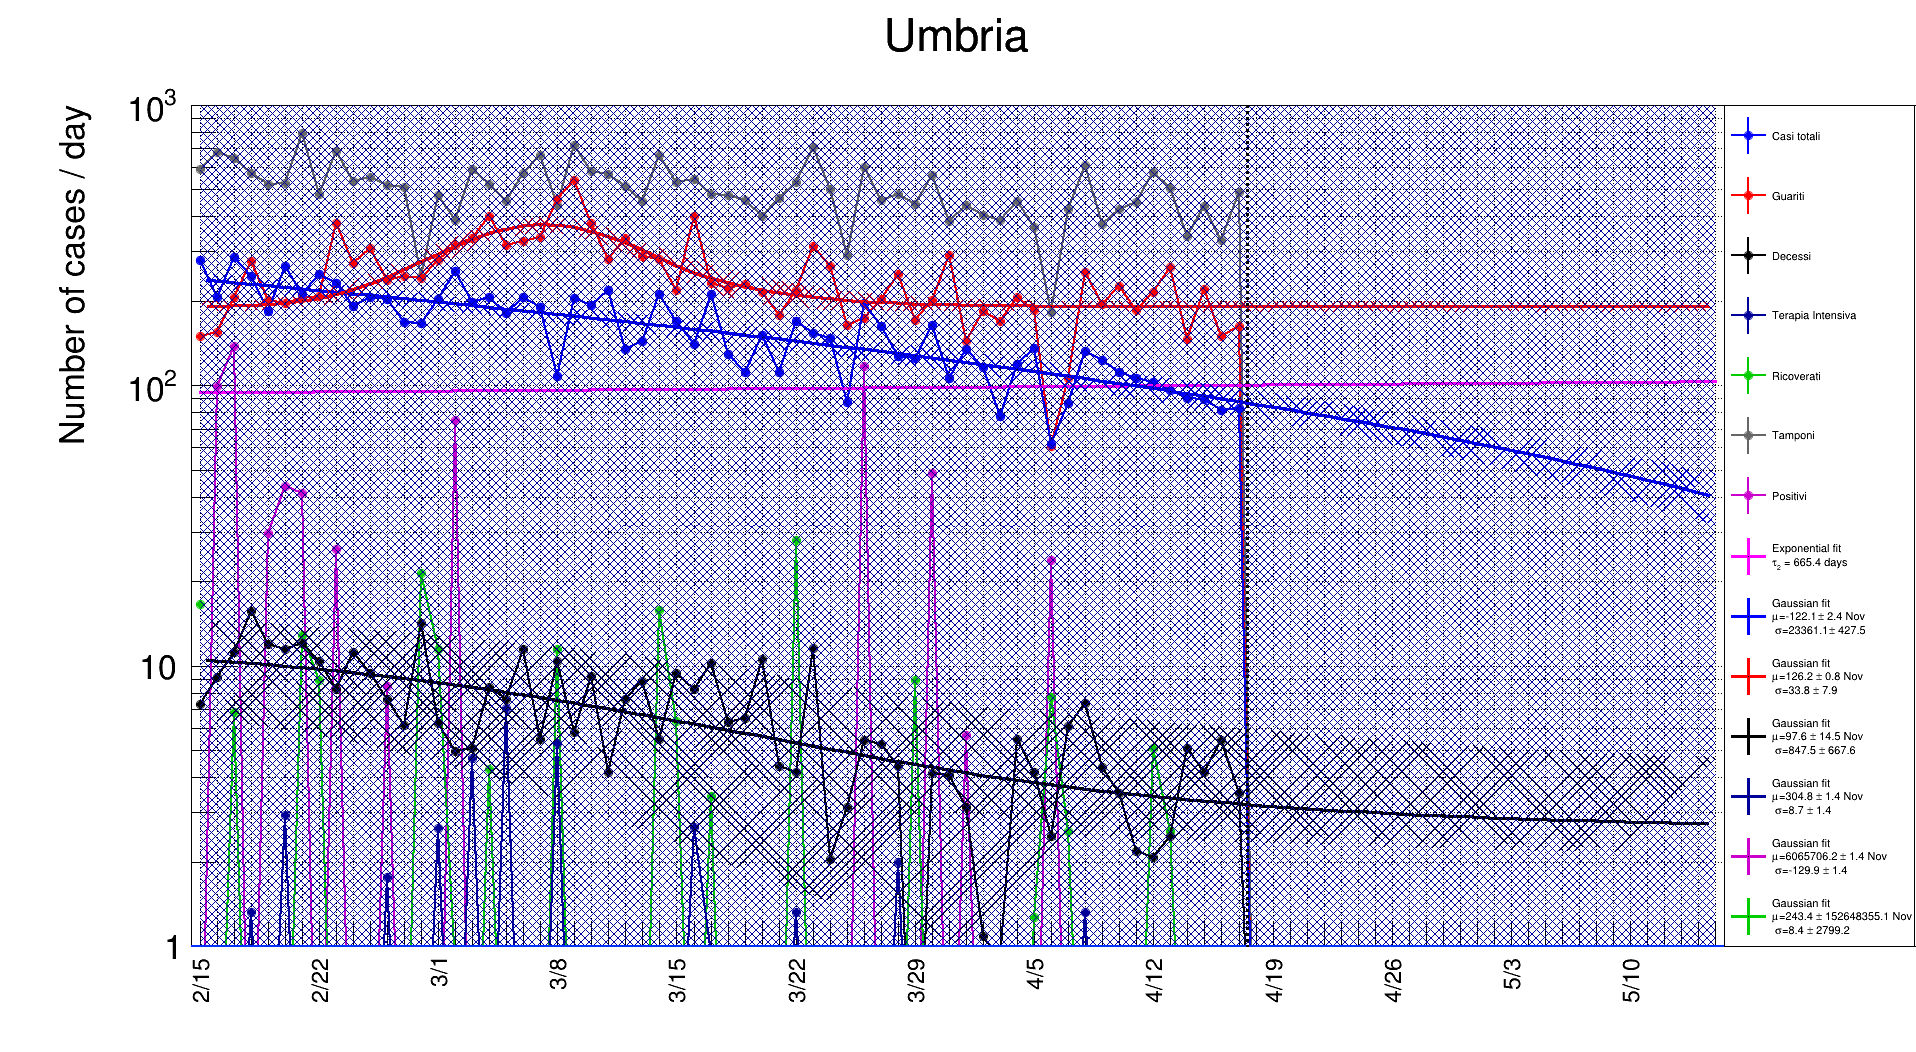 Umbria
Number of cases / day
10³
10²
10
1
2/15
2/22
3/1
3/8
3/15
3/22
3/29
4/5
4/12
4/19
4/26
5/3
5/10
Casi totali
Guariti
Decessi
Terapia Intensiva
Ricoverati
Tamponi
Positivi
Exponential fit
τ₂ = 665.4 days
Gaussian fit
μ=-122.1± 2.4 Nov
σ=23361.1± 427.5
Gaussian fit
μ=126.2 ± 0.8 Nov
σ=33.8 ± 7.9
Gaussian fit
μ=97.6 ± 14.5 Nov
σ=847.5 ± 667.6
Gaussian fit
μ=304.8 ± 1.4 Nov
σ=8.7 ± 1.4
Gaussian fit
μ=6065706.2 ± 1.4 Nov
σ=-129.9 ± 1.4
Gaussian fit
μ=243.4 ± 152648355.1 Nov
σ=8.4 ± 2799.2